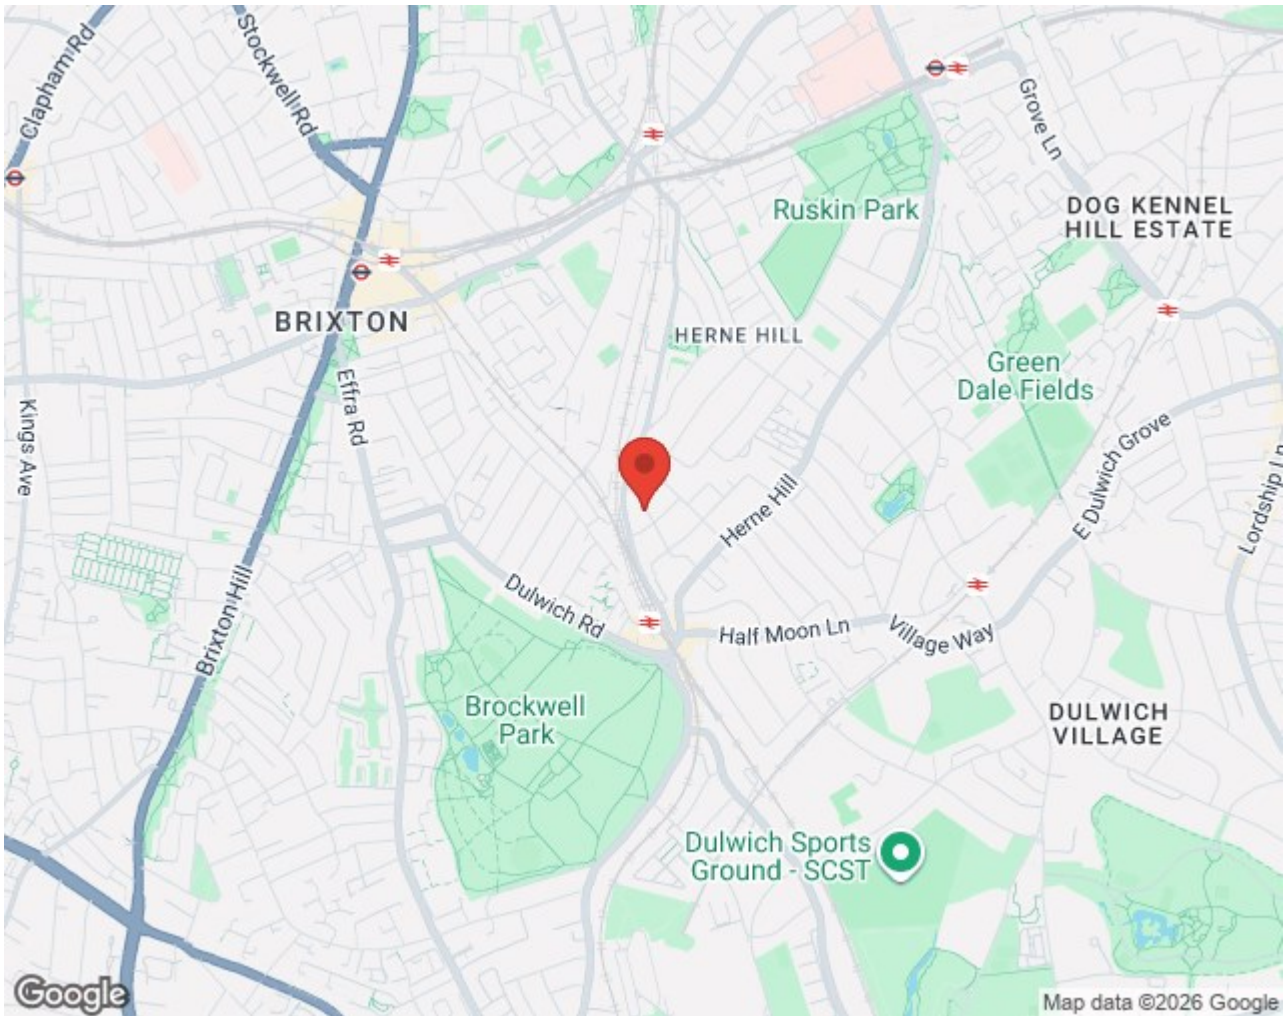 Clapham Rd
Stockwell Rd
Grove Ln
Ruskin Park
DOG KENNEL
HILL ESTATE
BRIXTON
HERNE HILL
Green
Dale Fields
Effra Rd
Kings Ave
E Dulwich Grove
Lordship Ln
Herne Hill
Brixton Hill
Dulwich Rd
Half Moon Ln
Village Way
Brockwell
Park
DULWICH
VILLAGE
Dulwich Sports
Ground - SCST
Google
Map data ©2026 Google